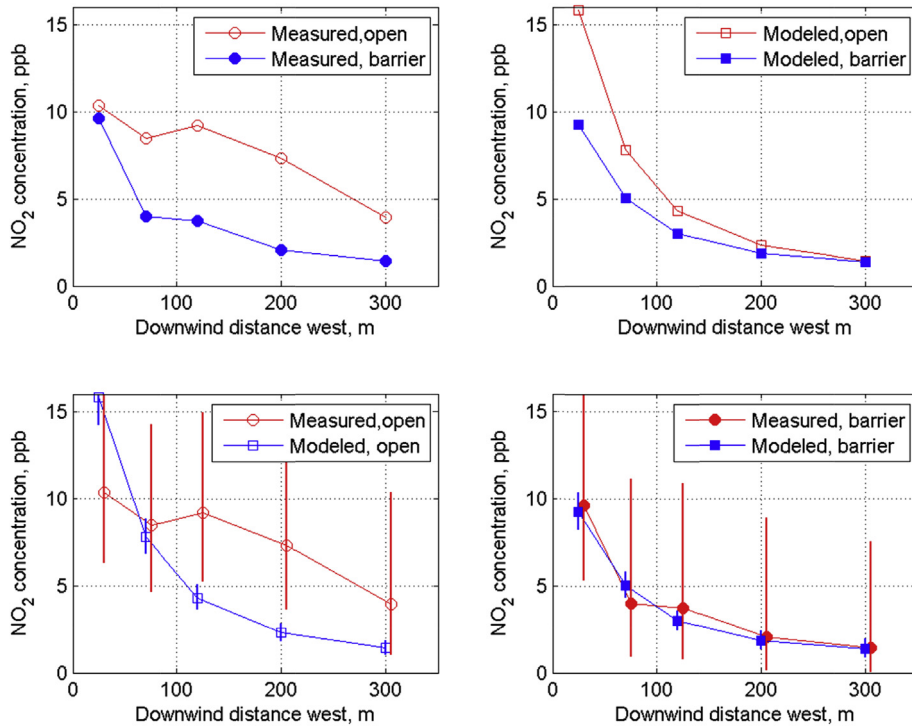 NO2 concentration, ppb
15
10
5
0
Measured,open
Measured, barrier
0 100 200 300
Downwind distance west, m
NO2 concentration, ppb
15
10
5
0
Modeled,open
Modeled, barrier
0 100 200 300
Downwind distance west, m
NO2 concentration, ppb
15
10
5
0
Measured,open
Modeled, open
0 100 200 300
Downwind distance west, m
NO2 concentration, ppb
15
10
5
0
Measured, barrier
Modeled, barrier
0 100 200 300
Downwind distance west, m